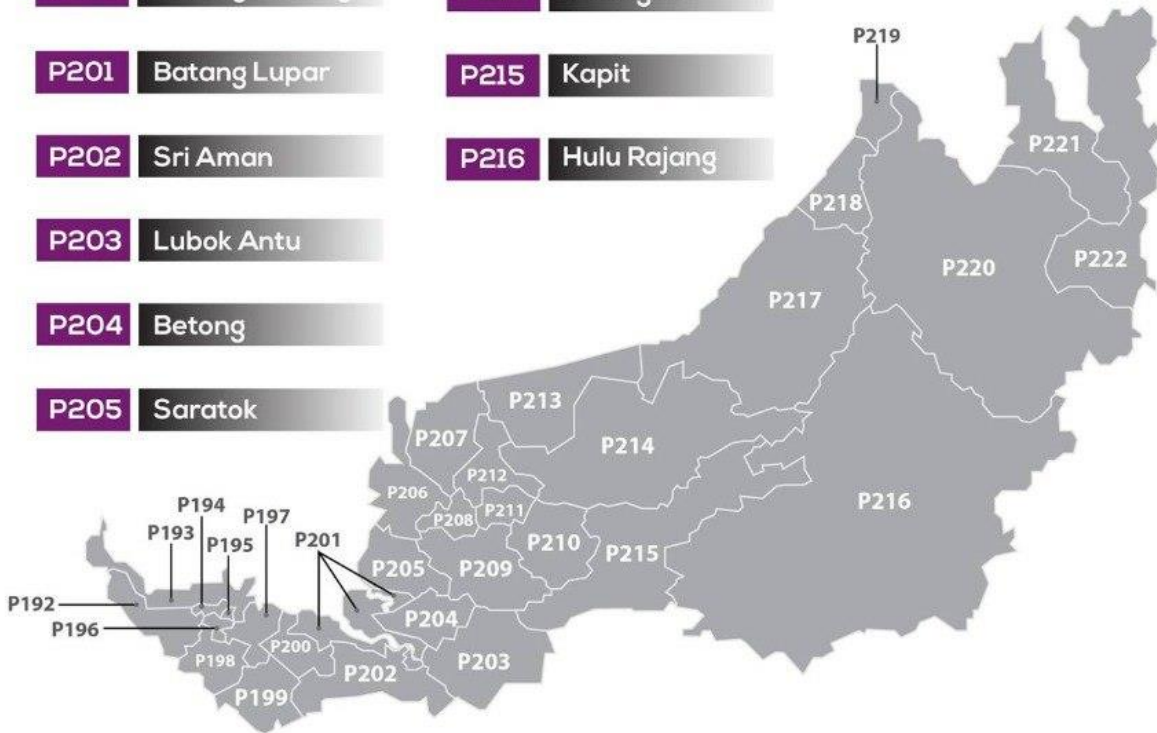 P201 Batang Lupar
P202 Sri Aman
P203 Lubok Antu
P204 Betong
P205 Saratok
P215 Kapit
P216 Hulu Rajang
P219
P221
P218
P222
P220
P217
P213
P207
P214
P212
P206
P216
P211
P208
P194
P197
P193
P201
P195
P210
P215
P205
P209
P192
P204
P196
P200
P198
P203
P202
P199